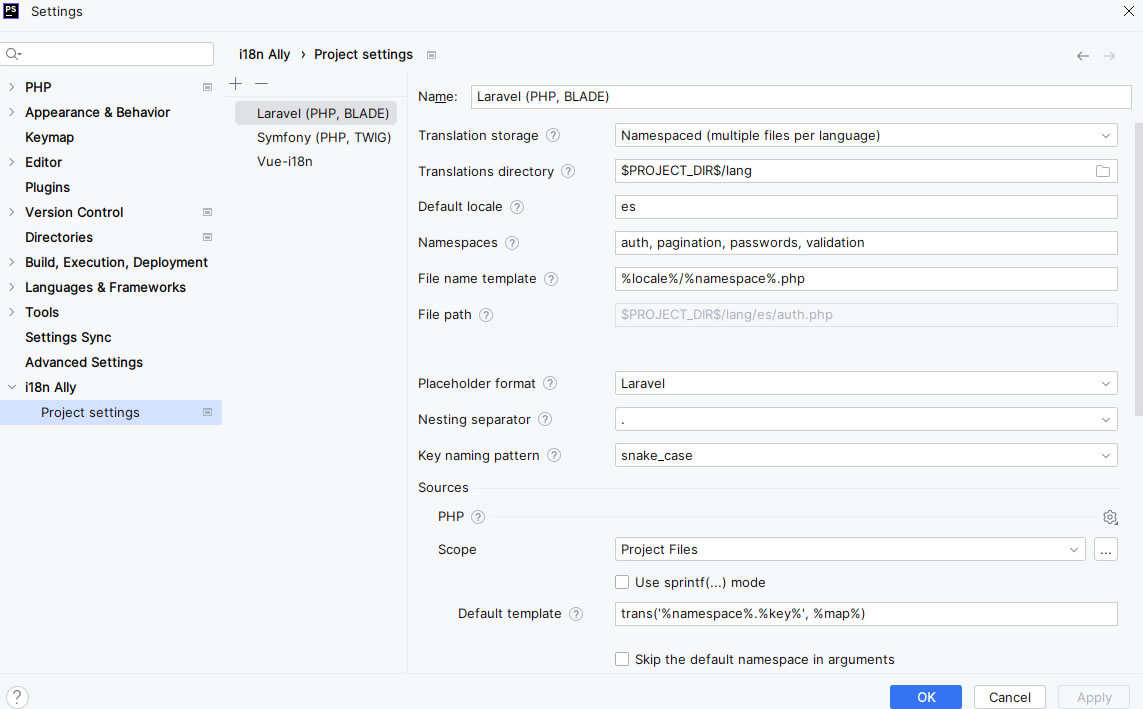 PS Settings
i18n Ally › Project settings
PHP
Appearance & Behavior
Keymap
Editor
Plugins
Version Control
Directories
Build, Execution, Deployment
Languages & Frameworks
Tools
Settings Sync
Advanced Settings
i18n Ally
Project settings
Laravel (PHP, BLADE)
Symfony (PHP, TWIG)
Vue-i18n
Name: Laravel (PHP, BLADE)
Translation storage ? Namespaced (multiple files per language)
Translations directory ? $PROJECT_DIR$/lang
Default locale ? es
Namespaces ? auth, pagination, passwords, validation
File name template ? %locale%/%namespace%.php
File path ? $PROJECT_DIR$/lang/es/auth.php
Placeholder format ? Laravel
Nesting separator ? .
Key naming pattern ? snake_case
Sources
PHP ?
Scope Project Files ...
Use sprintf(...) mode
Default template ? trans('%namespace%.%key%', %map%)
Skip the default namespace in arguments
? OK Cancel Apply